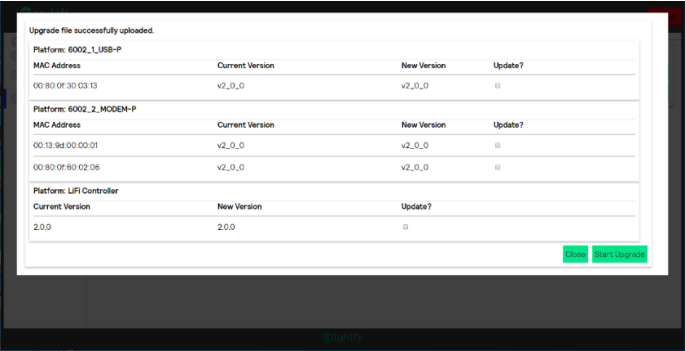 Upgrade file successfully uploaded.
Platform: 6002_1_USB-P
MAC Address Current Version New Version Update?
00:80:0f:30:03:13 v2_0_0 v2_0_0
Platform: 6002_2_MODEM-P
MAC Address Current Version New Version Update?
00:13:9d:00:00:01 v2_0_0 v2_0_0
00:80:0f:60:02:06 v2_0_0 v2_0_0
Platform: LiFi Controller
Current Version New Version Update?
2.0.0 2.0.0
Close Start Upgrade
Signify